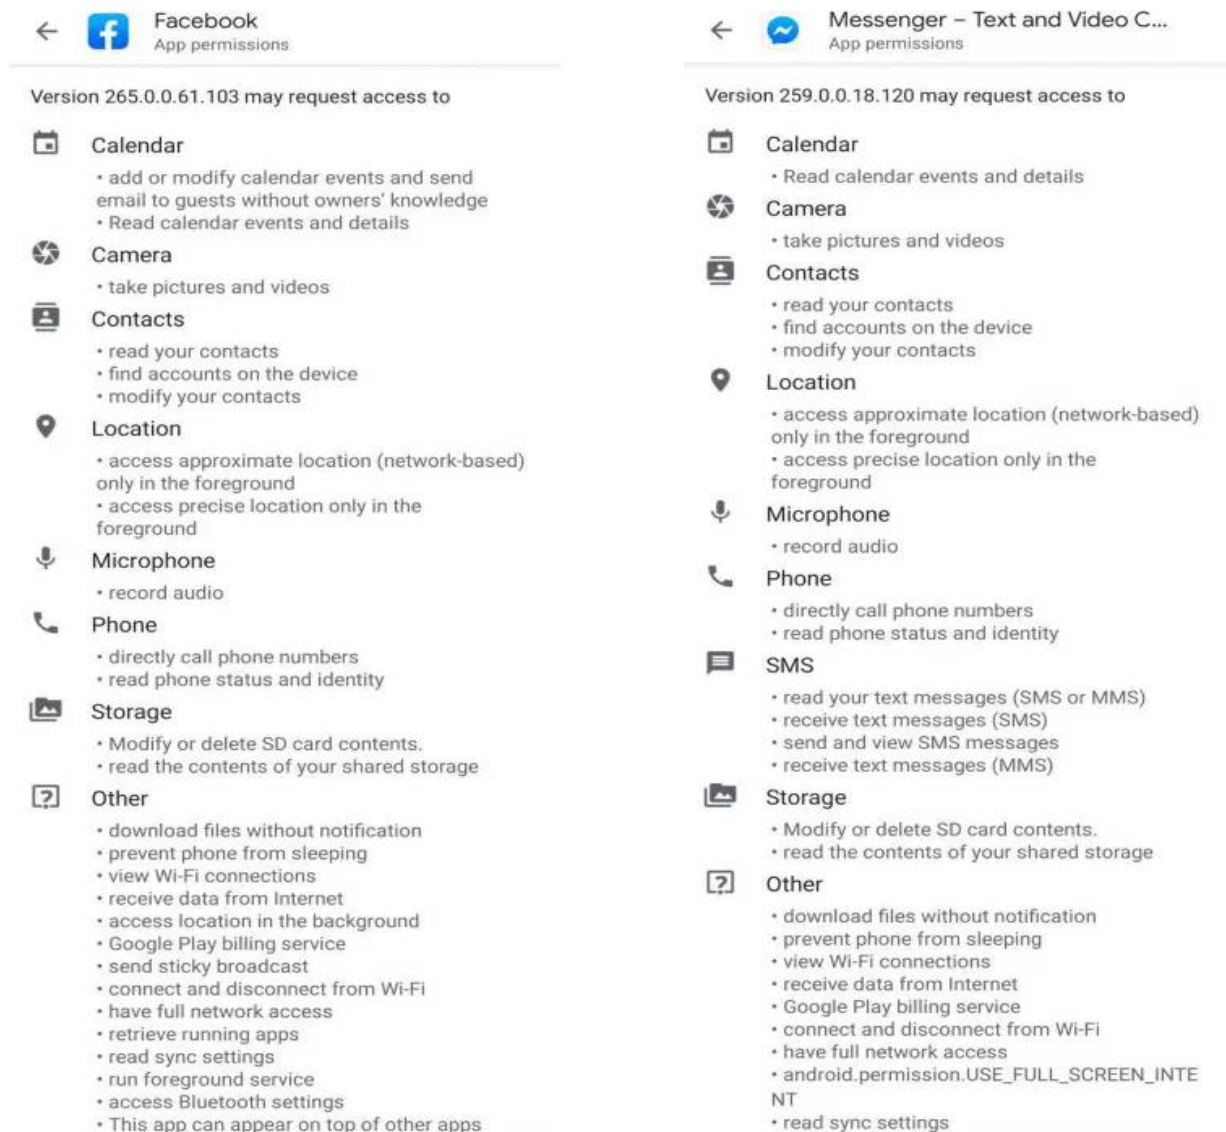 Facebook
App permissions
Version 265.0.0.61.103 may request access to
Calendar
• add or modify calendar events and send
email to guests without owners' knowledge
• Read calendar events and details
Camera
• take pictures and videos
Contacts
• read your contacts
• find accounts on the device
• modify your contacts
Location
• access approximate location (network-based)
only in the foreground
• access precise location only in the
foreground
Microphone
• record audio
Phone
• directly call phone numbers
• read phone status and identity
Storage
• Modify or delete SD card contents.
• read the contents of your shared storage
Other
• download files without notification
• prevent phone from sleeping
• view Wi-Fi connections
• receive data from Internet
• access location in the background
• Google Play billing service
• send sticky broadcast
• connect and disconnect from Wi-Fi
• have full network access
• retrieve running apps
• read sync settings
• run foreground service
• access Bluetooth settings
• This app can appear on top of other apps
Messenger – Text and Video C...
App permissions
Version 259.0.0.18.120 may request access to
Calendar
• Read calendar events and details
Camera
• take pictures and videos
Contacts
• read your contacts
• find accounts on the device
• modify your contacts
Location
• access approximate location (network-based)
only in the foreground
• access precise location only in the
foreground
Microphone
• record audio
Phone
• directly call phone numbers
• read phone status and identity
SMS
• read your text messages (SMS or MMS)
• receive text messages (SMS)
• send and view SMS messages
• receive text messages (MMS)
Storage
• Modify or delete SD card contents.
• read the contents of your shared storage
Other
• download files without notification
• prevent phone from sleeping
• view Wi-Fi connections
• receive data from Internet
• Google Play billing service
• connect and disconnect from Wi-Fi
• have full network access
• android.permission.USE_FULL_SCREEN_INTE
NT
• read sync settings